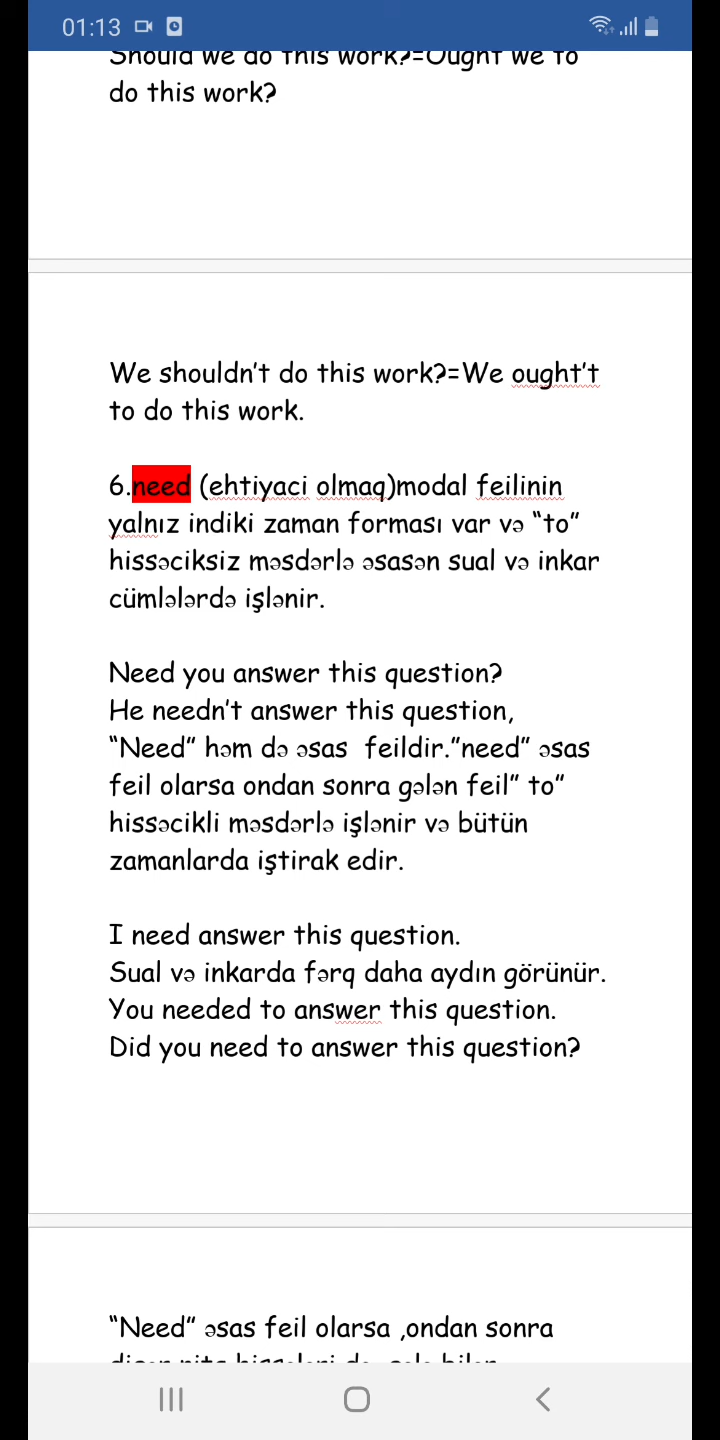 01:13
Should we do this work?=Ought we to
do this work?
We shouldn't do this work?=We ought't
to do this work.
6.need (ehtiyaci olmaq)modal feilinin
yalnız indiki zaman forması var və “to”
hissəciksiz məsdərlə əsasən sual və inkar
cümlələrdə işlənir.
Need you answer this question?
He needn't answer this question,
“Need” həm də əsas feildir.”need” əsas
feil olarsa ondan sonra gələn feil” to”
hissəcikli məsdərlə işlənir və bütün
zamanlarda iştirak edir.
I need answer this question.
Sual və inkarda fərq daha aydın görünür.
You needed to answer this question.
Did you need to answer this question?
“Need” əsas feil olarsa ,ondan sonra